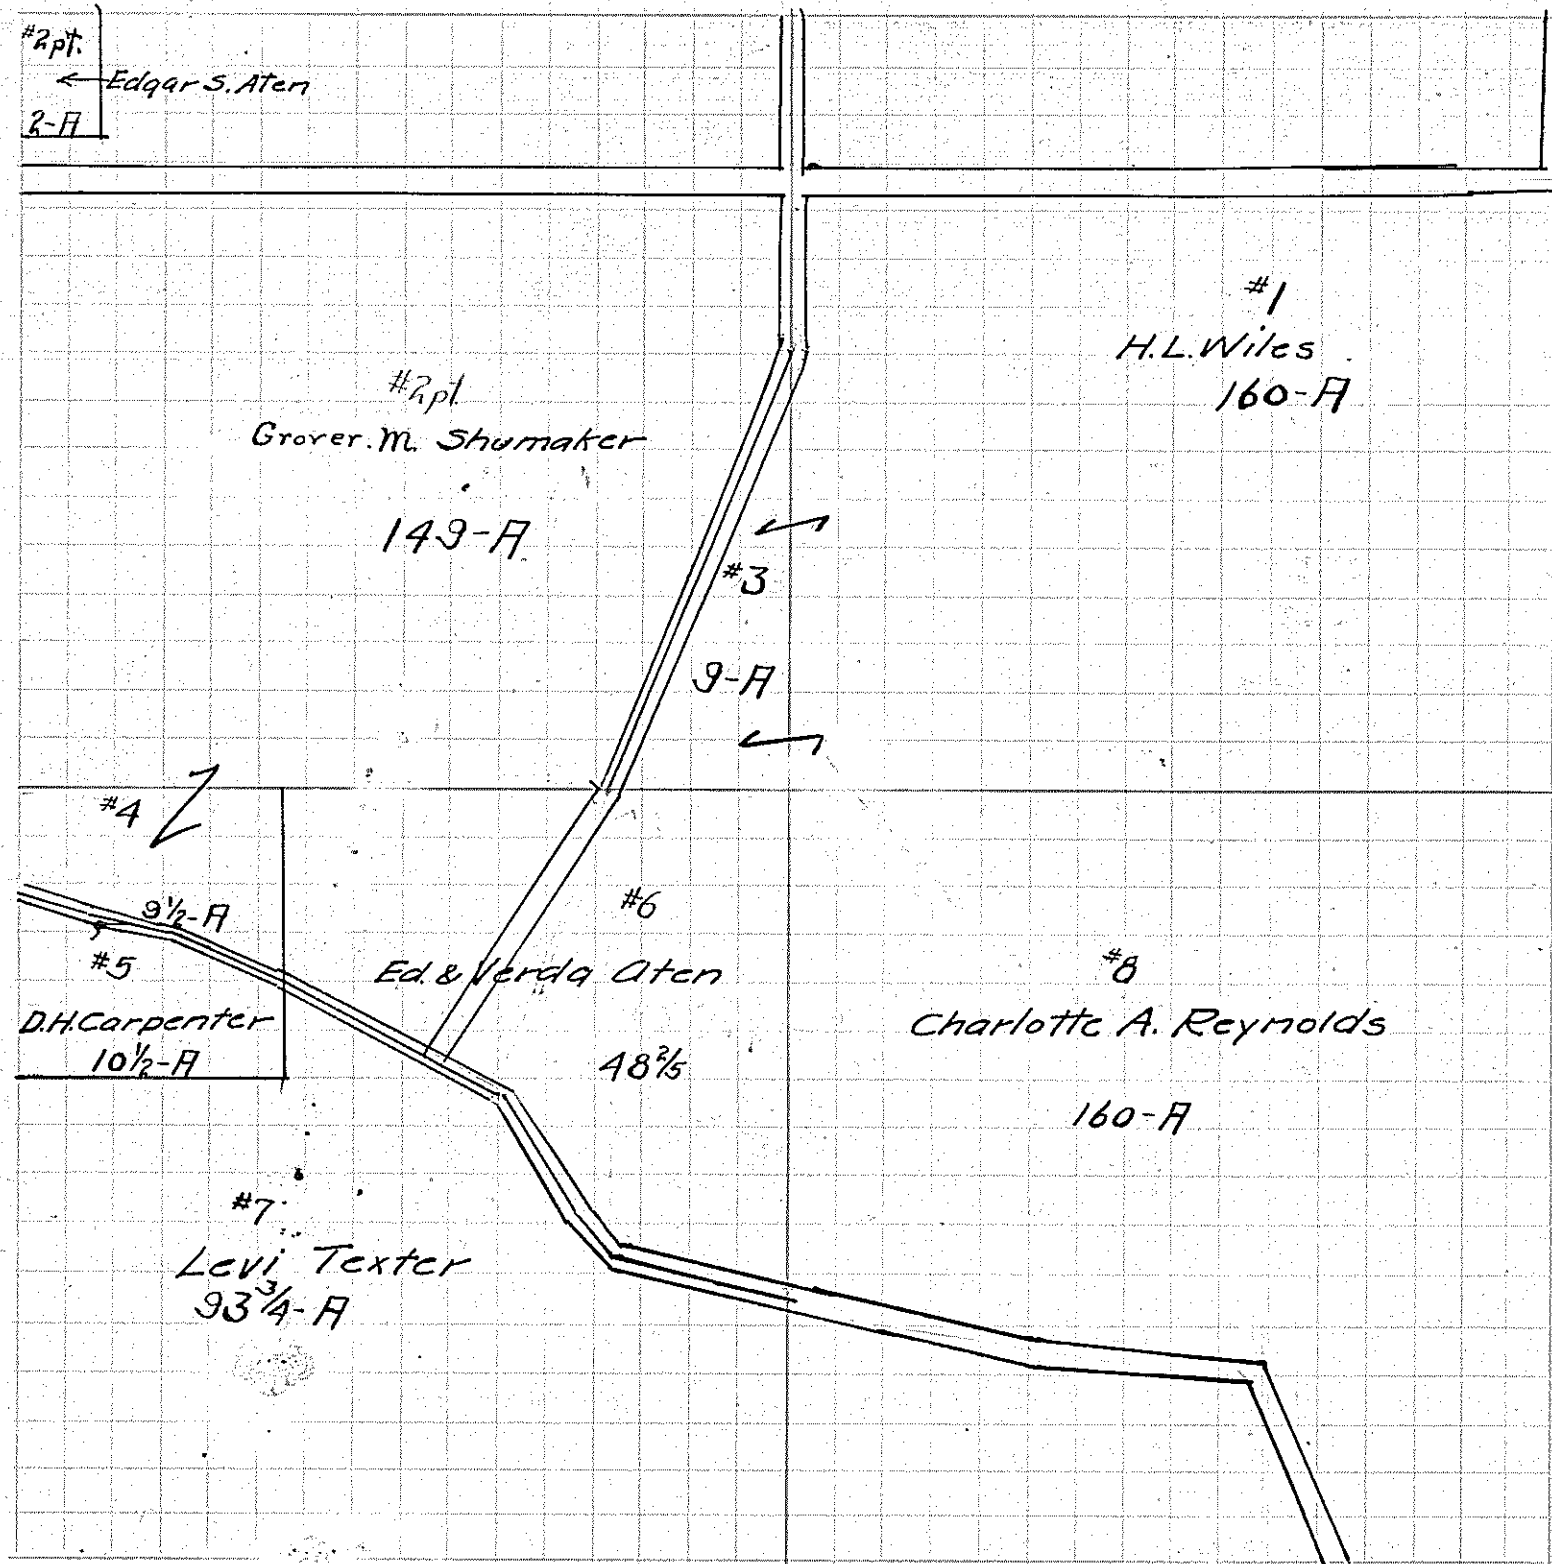 #2pt.
Edgar S. Aten
2-A
#1
H.L. Wiles
160-A
#2pt
Grover. M. Shumaker
149-A
#3
9-A
#4
9½-A
#5
D.H. Carpenter
10½-A
#6
Ed. & Verda Aten
48⅖
#8
Charlotte A. Reynolds
160-A
#7
Levi Texter
93¾-A